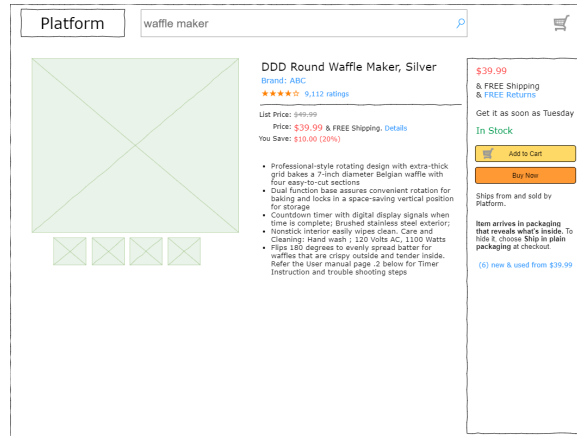 Platform
waffle maker
DDD Round Waffle Maker, Silver
Brand: ABC
9,112 ratings
List Price: $49.99
Price: $39.99 & FREE Shipping. Details
You Save: $10.00 (20%)
• Professional-style rotating design with extra-thick
grid bakes a 7-inch diameter Belgian waffle with
four easy-to-cut sections
• Dual function base assures convenient rotation for
baking and locks in a space-saving vertical position
for storage
• Countdown timer with digital display signals when
time is complete; Brushed stainless steel exterior;
• Nonstick interior easily wipes clean. Care and
Cleaning: Hand wash ; 120 Volts AC, 1100 Watts
• Flips 180 degrees to evenly spread batter for
waffles that are crispy outside and tender inside.
Refer the User manual page .2 below for Timer
Instruction and trouble shooting steps
$39.99
& FREE Shipping
& FREE Returns
Get it as soon as Tuesday
In Stock
Add to Cart
Buy Now
Ships from and sold by
Platform.
Item arrives in packaging
that reveals what's inside. To
hide it, choose Ship in plain
packaging at checkout.
(6) new & used from $39.99